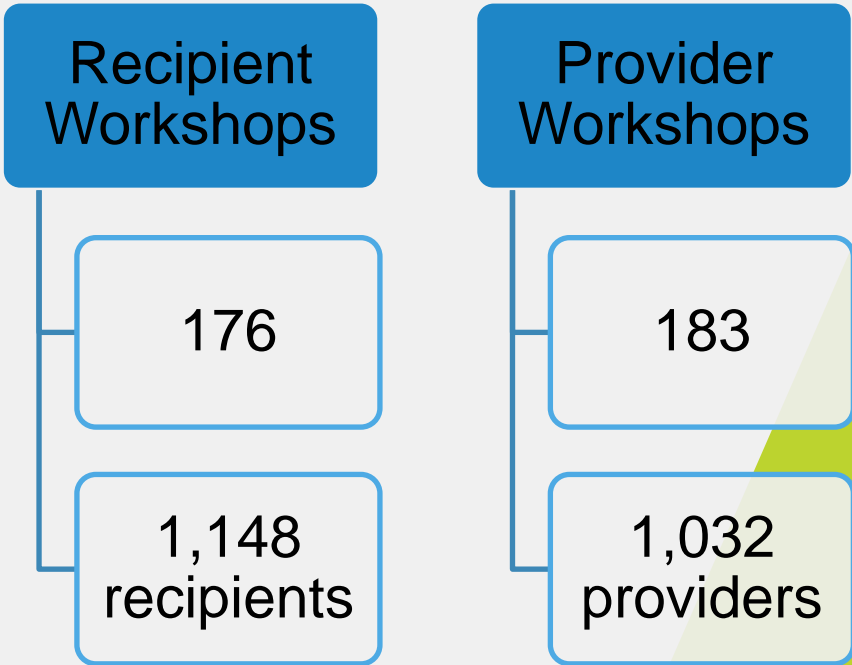 Recipient
Workshops
176
1,148
recipients
Provider
Workshops
183
1,032
providers